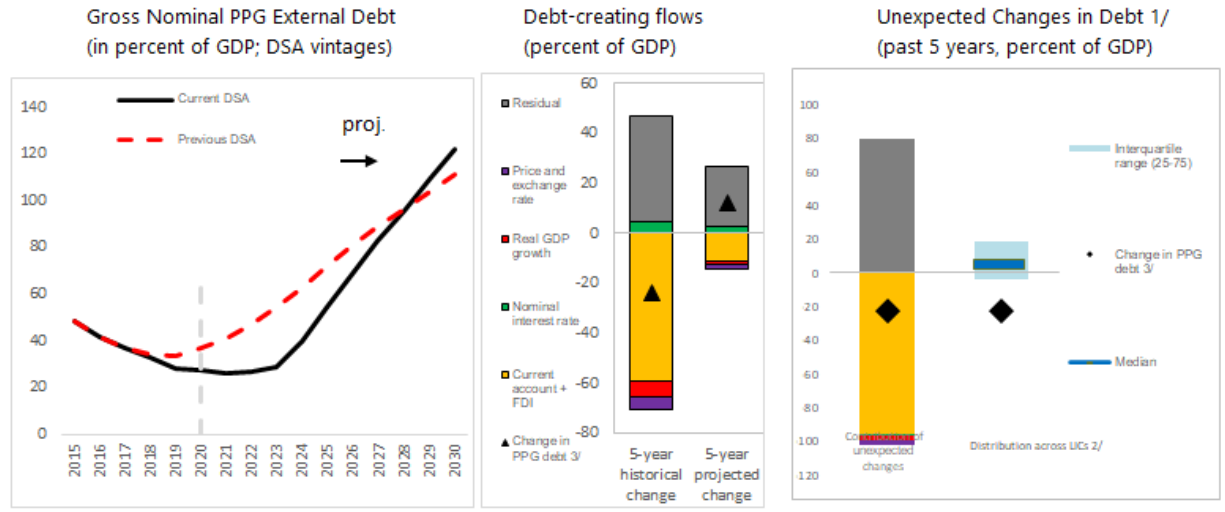 Gross Nominal PPG External Debt
(in percent of GDP; DSA vintages)
140
120
100
80
60
40
20
0
Current DSA
Previous DSA
proj.
2015
2016
2017
2018
2019
2020
2021
2022
2023
2024
2025
2026
2027
2028
2029
2030
Debt-creating flows
(percent of GDP)
Residual
Price and
exchange
rate
Real GDP
growth
Nominal
interest rate
Current
account +
FDI
Change in
PPG debt 3/
60
40
20
0
-20
-40
-60
-80
5-year
historical
change
5-year
projected
change
Unexpected Changes in Debt 1/
(past 5 years, percent of GDP)
100
80
60
40
20
0
-20
-40
-60
80
-100
-120
Contribution of
unexpected
changes
Distribution across LICs 2/
Interquartile
range (25-75)
Change in PPG
debt 3/
Median